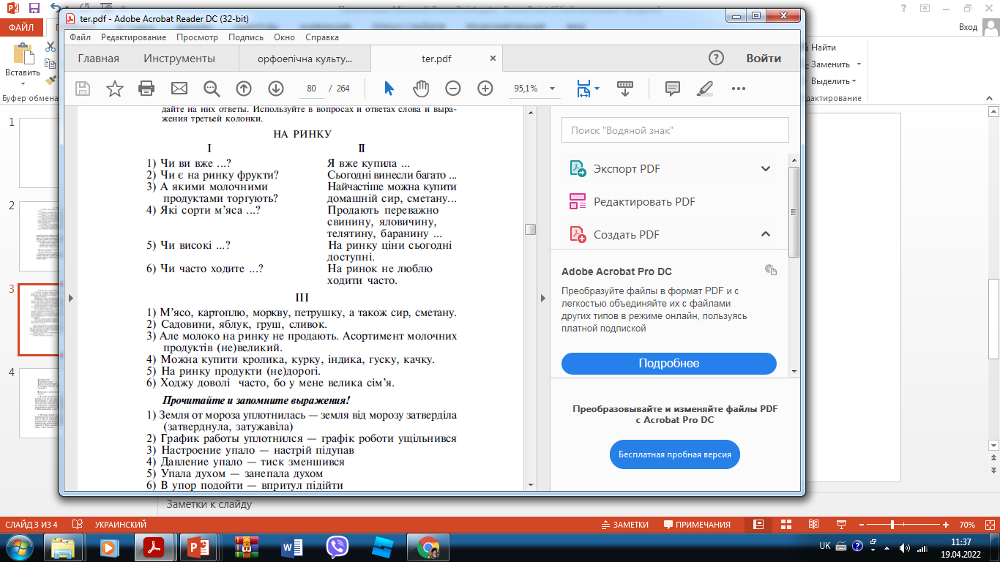 ter.pdf - Adobe Acrobat Reader DC (32-bit)
ФАЙЛ
Вход
Файл Редактирование Просмотр Подпись Окно Справка
Главная Инструменты орфоепічна культу... ter.pdf × Войти
Вставить
Буфер обмена
Найти
Заменить
Выделить
дактирование
80 / 264 95,1%
дайте на них ответы. Используйте в вопросах и ответах слова и выра-
жения третьей колонки.
НА РИНКУ
I II
1) Чи ви вже ...? Я вже купила ...
2) Чи є на ринку фрукти? Сьогодні винесли багато ...
3) А якими молочними Найчастіше можна купити
продуктами торгують? домашній сир, сметану...
4) Які сорти м’яса ...? Продають переважно
свинину, яловичину,
телятину, баранину ...
5) Чи високі ...? На ринку ціни сьогодні
доступні.
6) Чи часто ходите ...? На ринок не люблю
ходити часто.
III
1) М’ясо, картоплю, моркву, петрушку, а також сир, сметану.
2) Садовини, яблук, груш, сливок.
3) Але молоко на ринку не продають. Асортимент молочних
продуктів (не)великий.
4) Можна купити кролика, курку, індика, гуску, качку.
5) На ринку продукти (не)дорогі.
6) Ходжу доволі часто, бо у мене велика сім’я.
Прочитайте и запомните выражения!
1) Земля от мороза уплотнилась — земля від морозу затверділа
(затверднула, затужавіла)
2) График работы уплотнился — графік роботи ущільнився
3) Настроение упало — настрій підупав
4) Давление упало — тиск зменшився
5) Упала духом — занепала духом
6) В упор подойти — впритул підійти
Поиск "Водяной знак"
Экспорт PDF
Редактировать PDF
Создать PDF
Adobe Acrobat Pro DC
Преобразуйте файлы в формат PDF и с
легкостью объединяйте их с файлами
других типов в режиме онлайн, пользуясь
платной подпиской
Подробнее
Преобразовывайте и изменяйте файлы PDF
с Acrobat Pro DC
Бесплатная пробная версия
1
2
3
4
Заметки к слайду
СЛАЙД 3 ИЗ 4 УКРАИНСКИЙ ЗАМЕТКИ ПРИМЕЧАНИЯ 70%
UK 11:37
19.04.2022